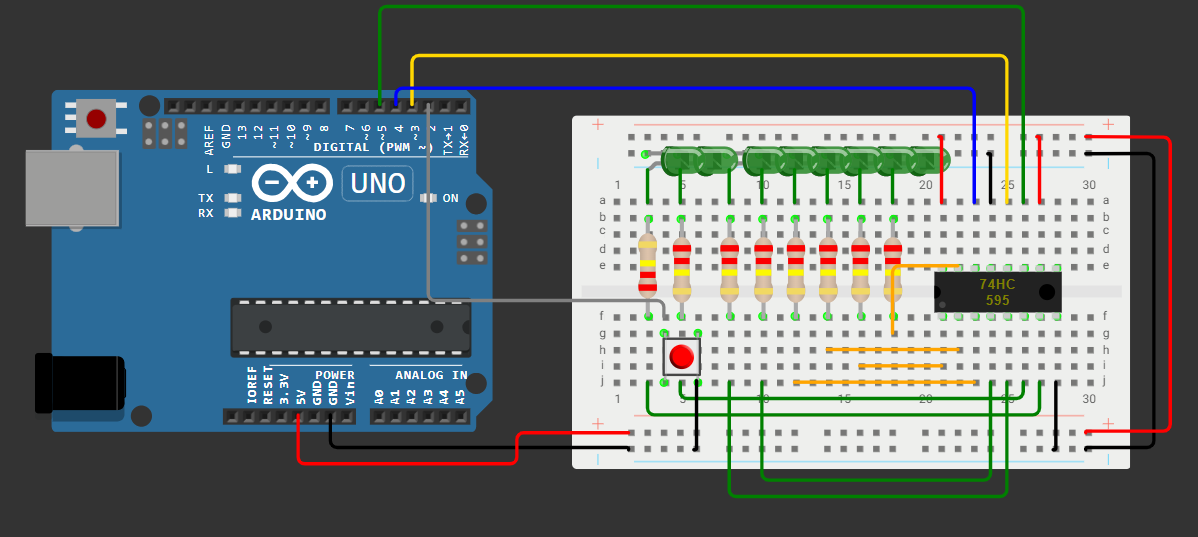 AREF
GND
13
12
~11
~10
~9
8
7
~6
~5
4
~3
2
TX→1
RX←0
DIGITAL (PWM ~)
L
TX
RX
UNO
ON
ARDUINO
IOREF
RESET
3.3V
5V
GND
GND
Vin
POWER
ANALOG IN
A0
A1
A2
A3
A4
A5
+ +
1 5 10 15 20 25 30
a a
b b
c c
d d
e e
74HC
595
f f
g g
h h
i i
j j
1 5 10 15 20 25 30
+ +